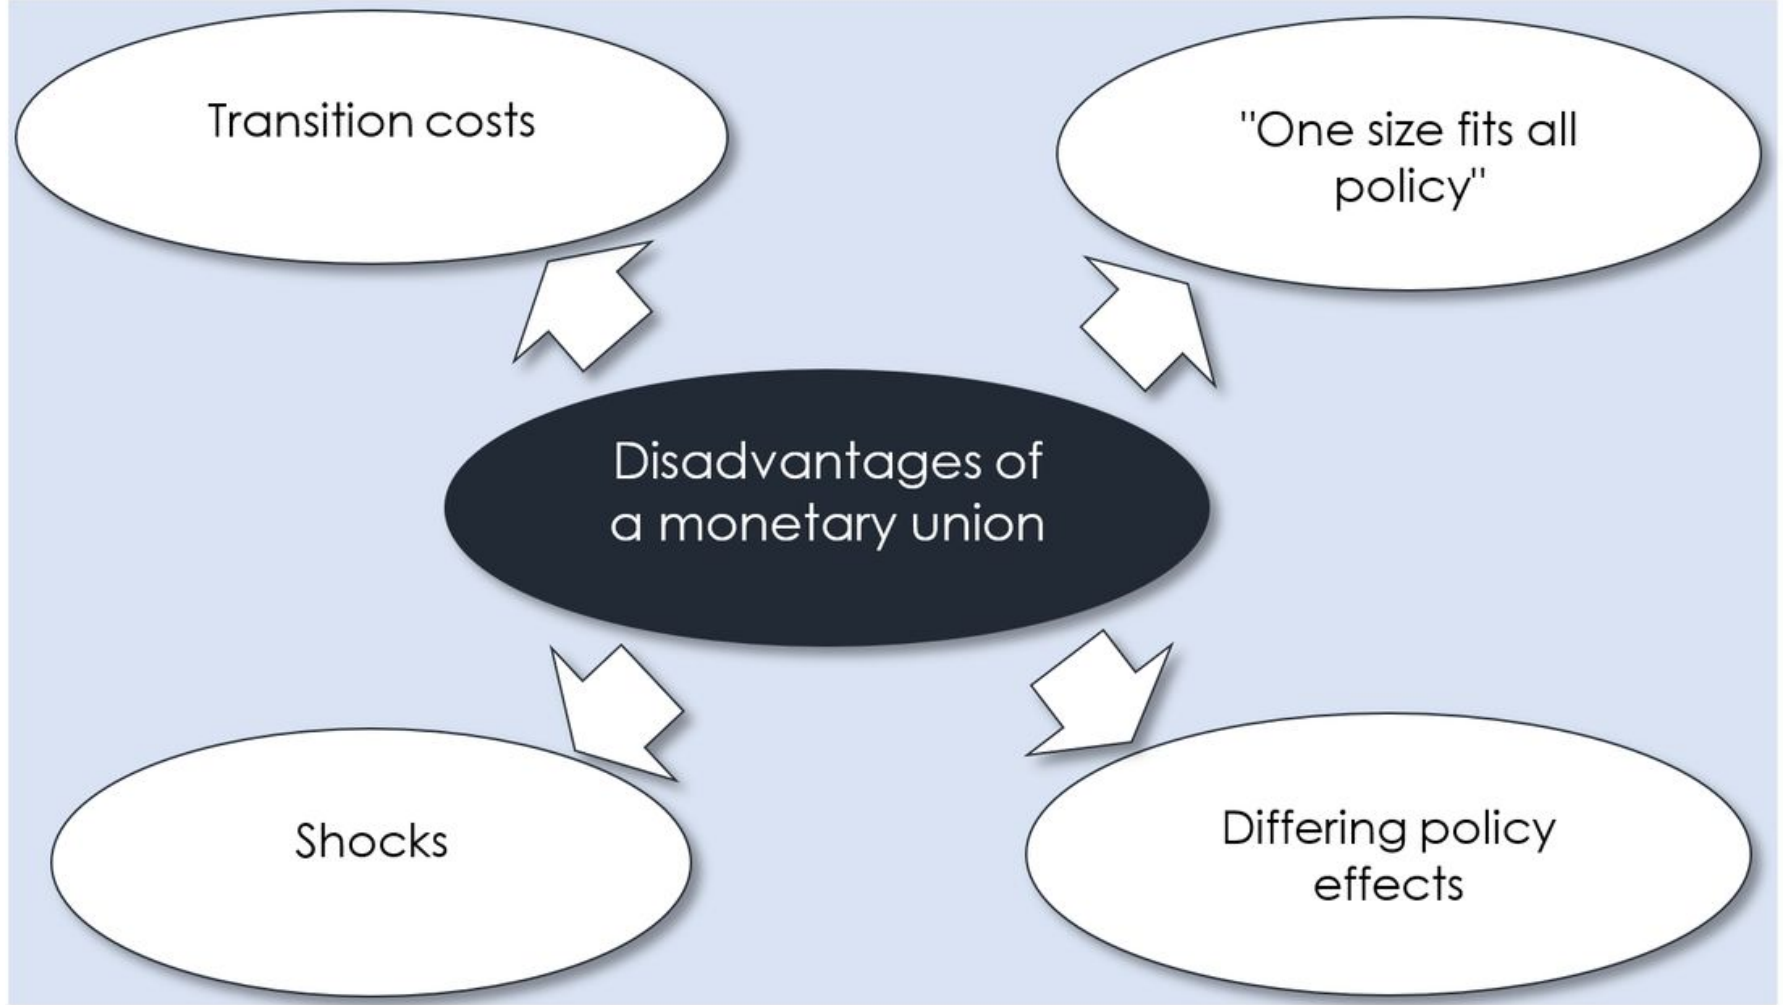 Transition costs
"One size fits all
policy"
Disadvantages of
a monetary union
Shocks
Differing policy
effects